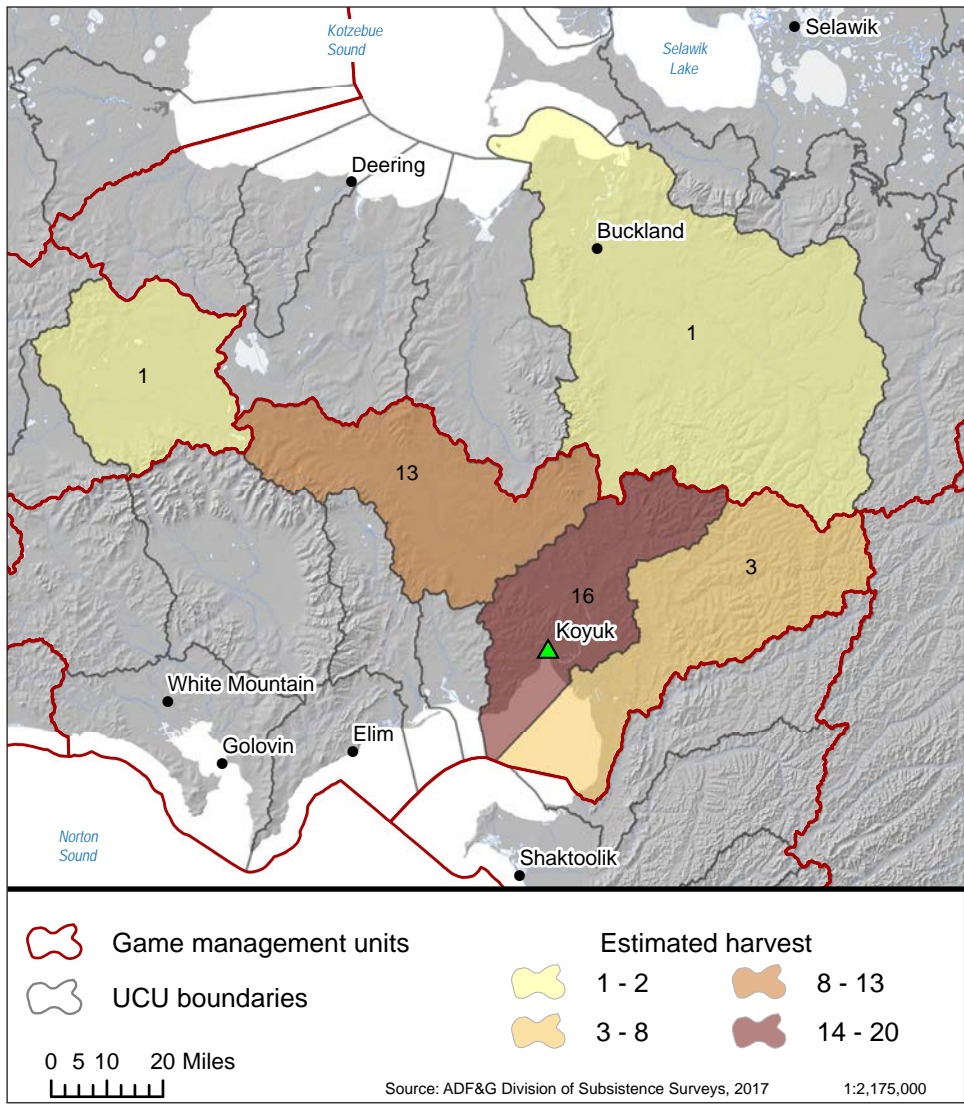 Kotzebue
Sound
Selawik
Selawik
Lake
Deering
Buckland
1
1
13
3
16
Koyuk
White Mountain
Golovin
Elim
Norton
Sound
Shaktoolik
Game management units
UCU boundaries
0 5 10 20 Miles
Estimated harvest
1 - 2
8 - 13
3 - 8
14 - 20
Source: ADF&G Division of Subsistence Surveys, 2017
1:2,175,000